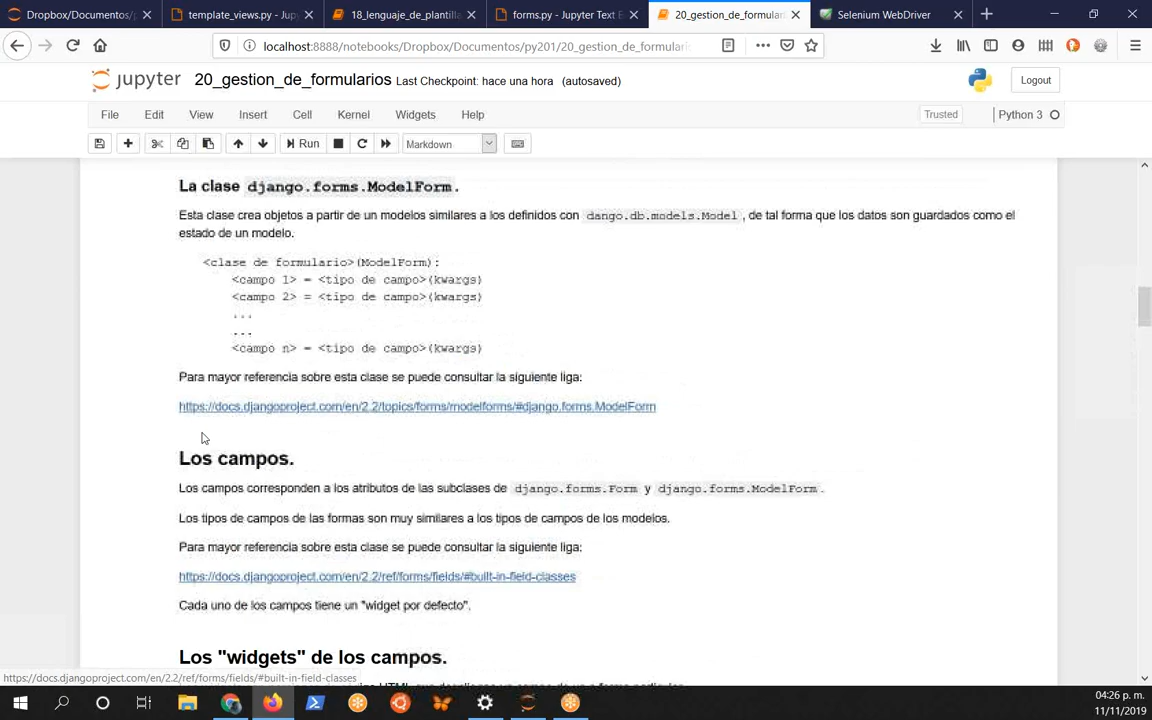 Dropbox/Documentos/
template_views.py - Jup
18_lenguaje_de_plantill
forms.py - Jupyter Text E
20_gestion_de_formular
Selenium WebDriver
localhost:8888/notebooks/Dropbox/Documentos/py201/20_gestion_de_formular
jupyter 20_gestion_de_formularios Last Checkpoint: hace una hora (autosaved)
Logout
File Edit View Insert Cell Kernel Widgets Help
Trusted
Python 3
Run
Markdown
La clase django.forms.ModelForm.
Esta clase crea objetos a partir de un modelos similares a los definidos con dango.db.models.Model , de tal forma que los datos son guardados como el
estado de un modelo.
<clase de formulario>(ModelForm):
<campo 1> = <tipo de campo>(kwargs)
<campo 2> = <tipo de campo>(kwargs)
...
...
<campo n> = <tipo de campo>(kwargs)
Para mayor referencia sobre esta clase se puede consultar la siguiente liga:
https://docs.djangoproject.com/en/2.2/topics/forms/modelforms/#django.forms.ModelForm
Los campos.
Los campos corresponden a los atributos de las subclases de django.forms.Form y django.forms.ModelForm.
Los tipos de campos de las formas son muy similares a los tipos de campos de los modelos.
Para mayor referencia sobre esta clase se puede consultar la siguiente liga:
https://docs.djangoproject.com/en/2.2/ref/forms/fields/#built-in-field-classes
Cada uno de los campos tiene un "widget por defecto".
Los "widgets" de los campos.
https://docs.djangoproject.com/en/2.2/ref/forms/fields/#built-in-field-classes
04:26 p. m.
11/11/2019